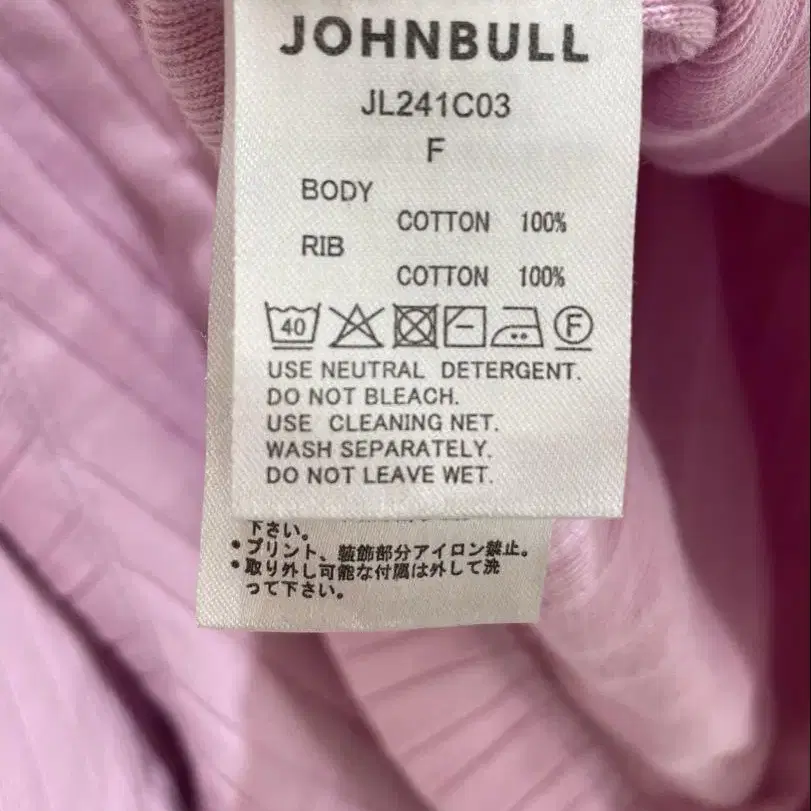 JOHNBULL
JL241C03
F
BODY
COTTON 100%
RIB
COTTON 100%
40
F
USE NEUTRAL DETERGENT.
DO NOT BLEACH.
USE CLEANING NET.
WASH SEPARATELY.
DO NOT LEAVE WET.
下さい。
•プリント、装飾部分アイロン禁止。
•取り外し可能な付属は外して洗
って下さい。